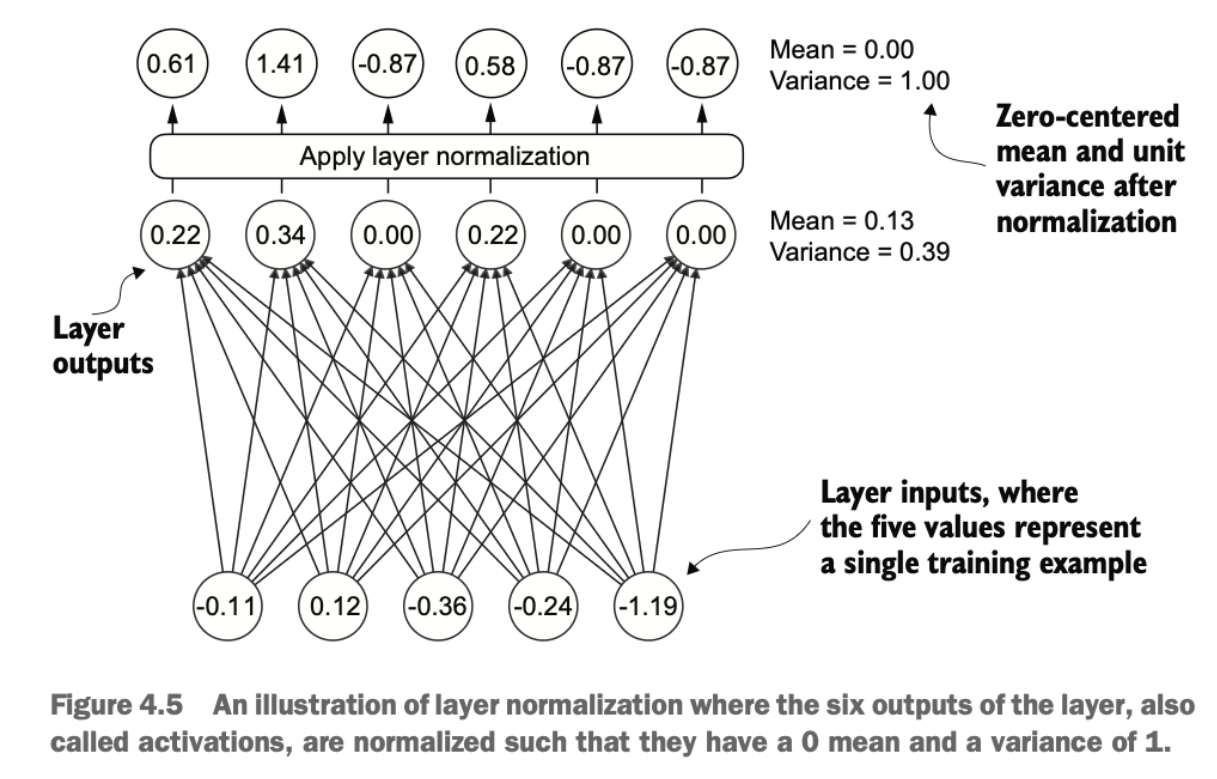 0.61 1.41 -0.87 0.58 -0.87 -0.87
Mean = 0.00
Variance = 1.00
Zero-centered
mean and unit
variance after
normalization
Apply layer normalization
0.22 0.34 0.00 0.22 0.00 0.00
Mean = 0.13
Variance = 0.39
Layer
outputs
Layer inputs, where
the five values represent
a single training example
-0.11 0.12 -0.36 -0.24 -1.19
Figure 4.5 An illustration of layer normalization where the six outputs of the layer, also
called activations, are normalized such that they have a 0 mean and a variance of 1.